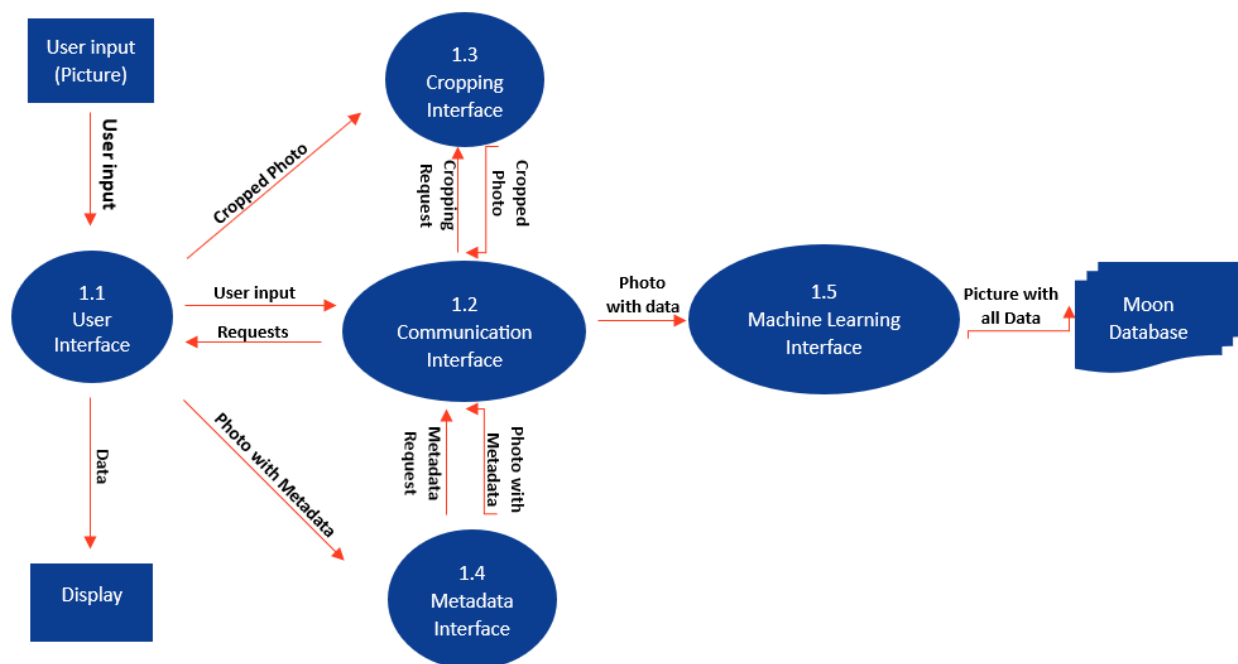 User input
(Picture)
1.3
Cropping
Interface
User input
Cropped Photo
Cropping
Request
Cropped
Photo
1.1
User
Interface
User input
Requests
1.2
Communication
Interface
Photo
with data
1.5
Machine Learning
Interface
Picture with
all Data
Moon
Database
Data
Photo with Metadata
Metadata
Request
Photo with
Metadata
Display
1.4
Metadata
Interface